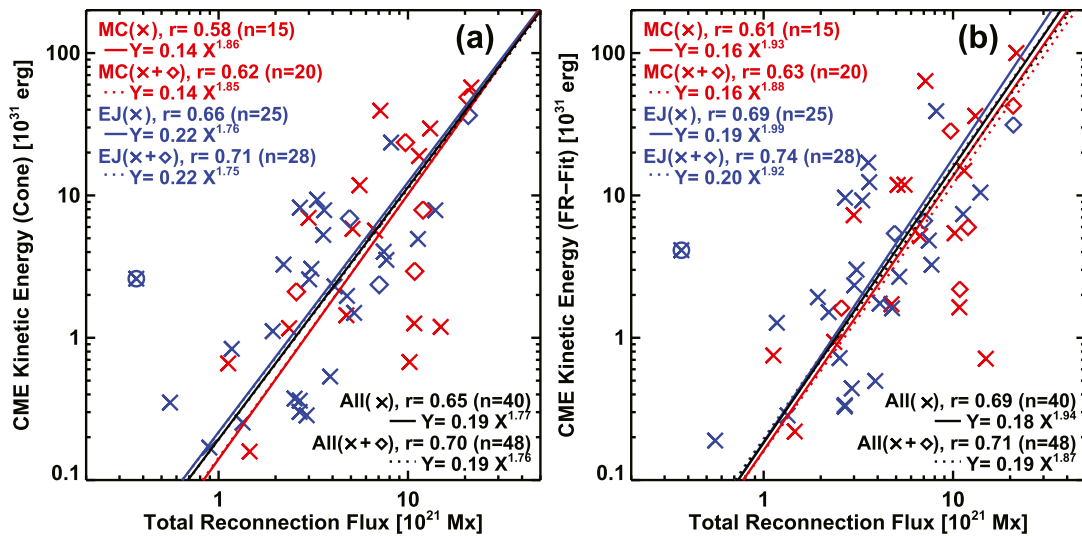 (a)
MC(×), r= 0.58 (n=15)
Y= 0.14 X^1.86
MC(×+◇), r= 0.62 (n=20)
Y= 0.14 X^1.85
EJ(×), r= 0.66 (n=25)
Y= 0.22 X^1.76
EJ(×+◇), r= 0.71 (n=28)
Y= 0.22 X^1.75
All(×), r= 0.65 (n=40)
Y= 0.19 X^1.77
All(×+◇), r= 0.70 (n=48)
Y= 0.19 X^1.76
CME Kinetic Energy (Cone) [10^31 erg]
100
10
1
0.1
1
10
Total Reconnection Flux [10^21 Mx]
(b)
MC(×), r= 0.61 (n=15)
Y= 0.16 X^1.93
MC(×+◇), r= 0.63 (n=20)
Y= 0.16 X^1.88
EJ(×), r= 0.69 (n=25)
Y= 0.19 X^1.99
EJ(×+◇), r= 0.74 (n=28)
Y= 0.20 X^1.92
All(×), r= 0.69 (n=40)
Y= 0.18 X^1.94
All(×+◇), r= 0.71 (n=48)
Y= 0.19 X^1.87
CME Kinetic Energy (FR−Fit) [10^31 erg]
100
10
1
0.1
1
10
Total Reconnection Flux [10^21 Mx]